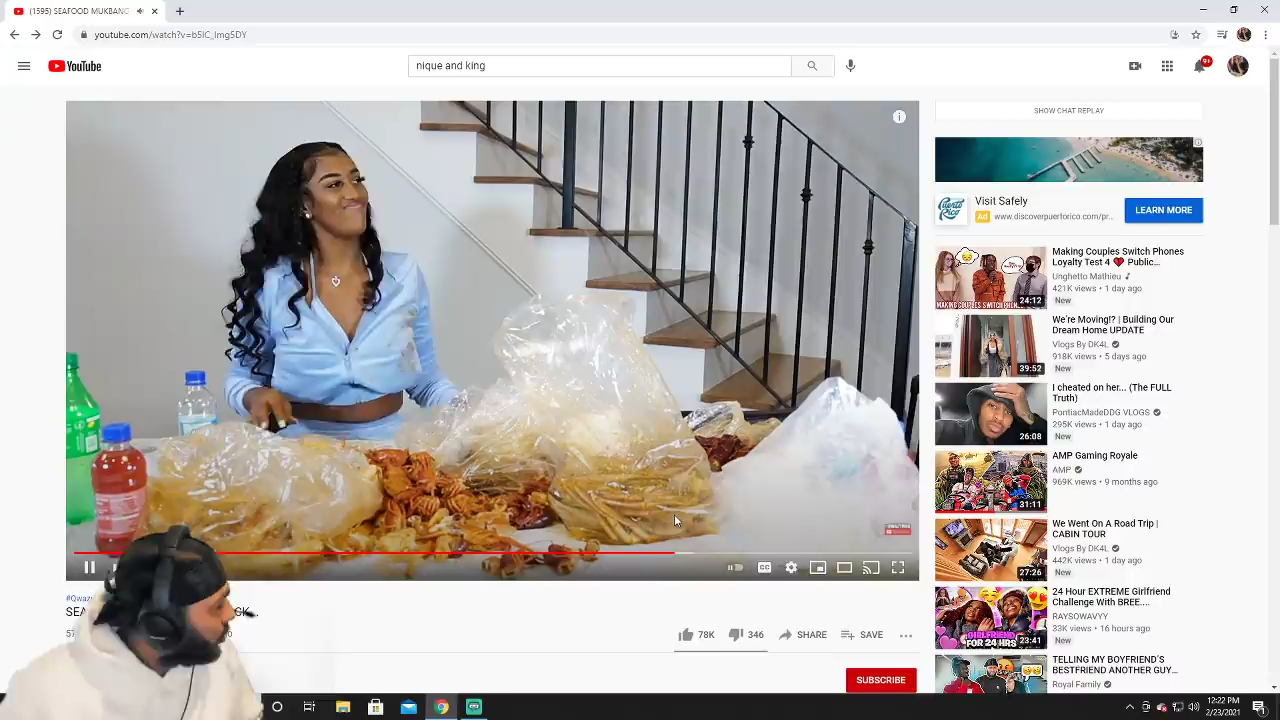 (1595) SEAFOOD MUKBANG
youtube.com/watch?v=b5IC_Img5DY
YouTube
nique and king
9+
SHOW CHAT REPLAY
Visit Safely
Ad www.discoverpuertorico.com/pr...
LEARN MORE
Making Couples Switch Phones
Loyalty Test 4 ❤️ Public...
Unghetto Mathieu
421K views • 1 day ago
New
24:12
We're Moving!? | Building Our
Dream Home UPDATE
Vlogs By DK4L
918K views • 5 days ago
New
39:52
I cheated on her... (The FULL
Truth)
PontiacMadeDDG VLOGS
295K views • 1 day ago
New
26:08
AMP Gaming Royale
AMP
969K views • 9 months ago
31:11
We Went On A Road Trip |
CABIN TOUR
Vlogs By DK4L
442K views • 1 day ago
New
27:26
24 Hour EXTREME Girlfriend
Challenge With BREE....
RAYSOWAVYY
33K views • 16 hours ago
New
GIRLFRIEND
FOR 24 HRS
23:41
TELLING MY BOYFRIEND'S
BESTFRIEND ANOTHER GUY...
Royal Family
CC
78K
346
SHARE
SAVE
SUBSCRIBE
12:22 PM
2/23/2021